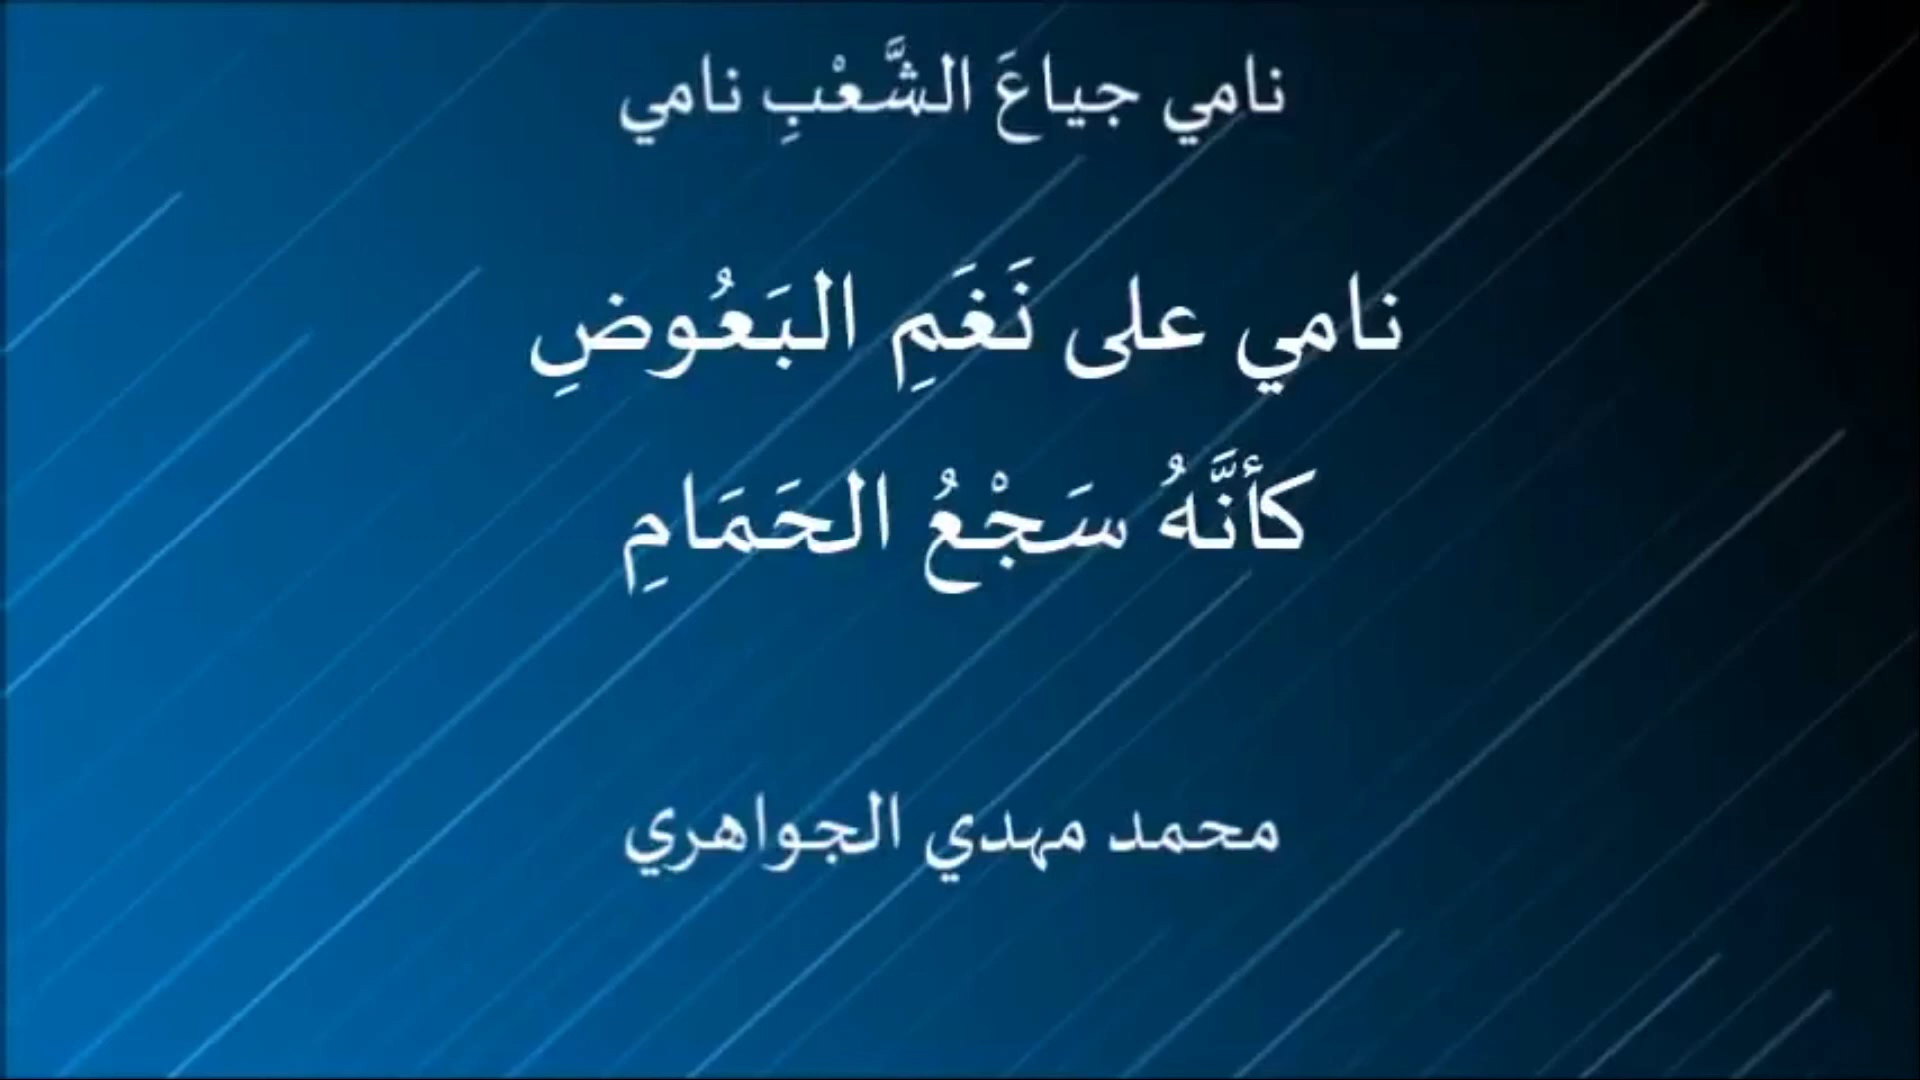 نامي جياعَ الشَّعْبِ نامي
نامي على نَغَمِ البَعُوضِ
كأنَّهُ سَجْعُ الحَمَامِ
محمد مهدي الجواهري